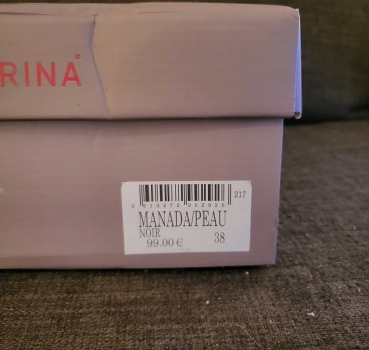 RINA
217
MANADA/PEAU
NOIR
99.00 € 38